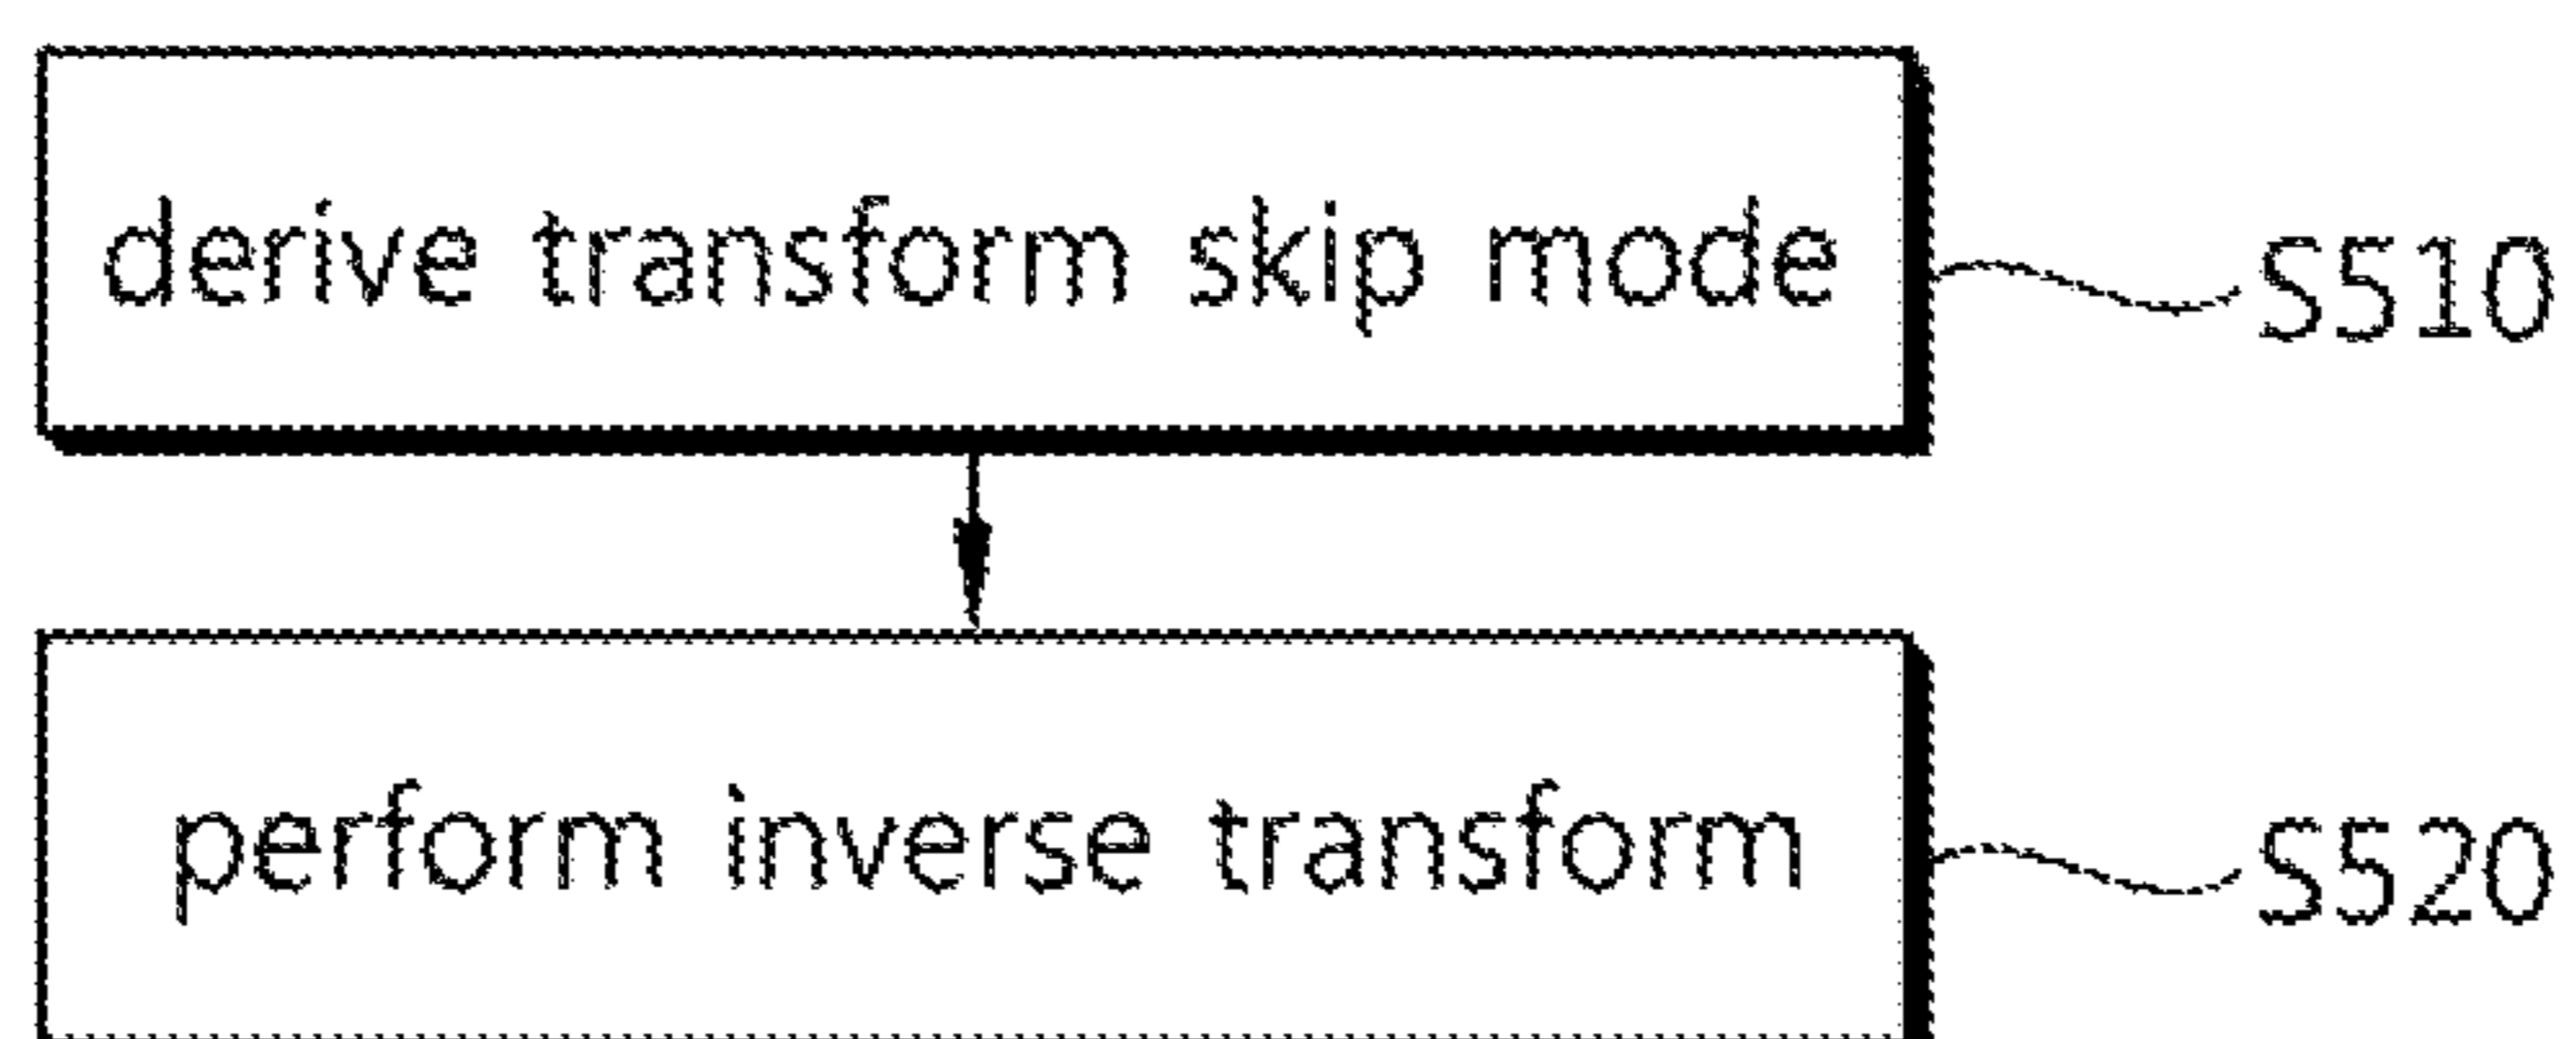 derive transform skip mode
S510
perform inverse transform
S520